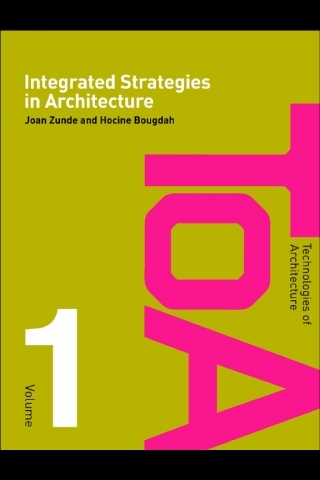 Integrated Strategies
in Architecture
Joan Zunde and Hocine Bougdah
ToA
Technologies of
Architecture
1
Volume